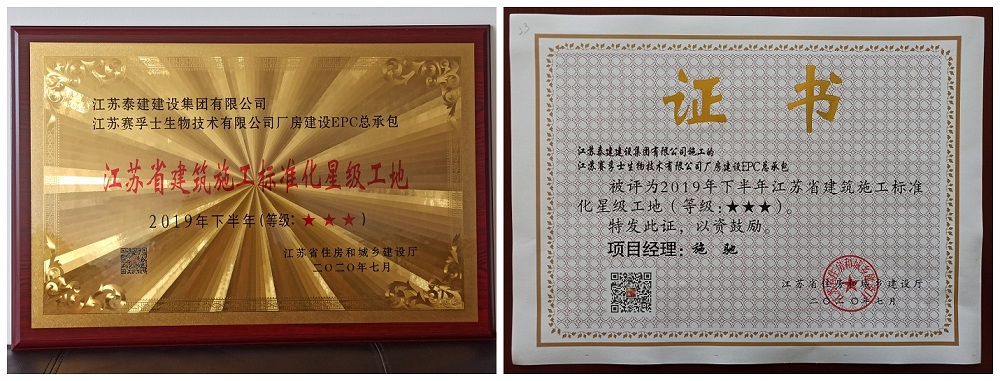 江苏泰建建设集团有限公司
江苏赛孚士生物技术有限公司厂房建设EPC总承包
江苏省建筑施工标准化星级工地
2019年下半年(等级:★★★)
江苏省住房和城乡建设厅
二〇二〇年七月
23
证书
江苏泰建建设集团有限公司施工的
江苏赛孚士生物技术有限公司厂房建设EPC总承包
被评为2019年下半年江苏省建筑施工标准
化星级工地(等级:★★★)。
特发此证,以资鼓励。
项目经理:施 驰
江苏省住房和城乡建设厅
二〇二〇年七月